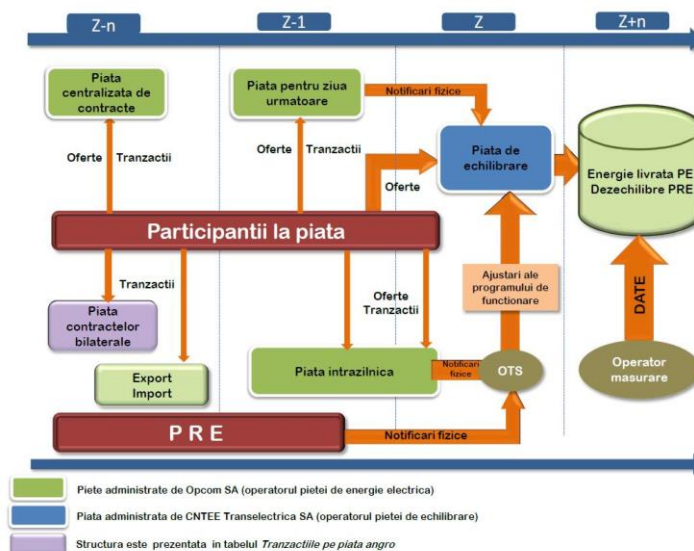 Z-n
Z-1
Z
Z+n
Piata
centralizata de
contracte
Piata pentru ziua
urmatoare
Notificari fizice
Oferte
Tranzactii
Oferte
Tranzactii
Oferte
Piata de
echilibrare
Energie livrata PE
Dezechilibre PRE
Participantii la piata
Tranzactii
Oferte
Tranzactii
Ajustari ale
programului de
functionare
DATE
Piata
contractelor
bilaterale
Export
Import
Piata intrazilnica
Notificari
fizice
OTS
Operator
masurare
P R E
Notificari fizice
Piete administrate de Opcom SA (operatorul pietei de energie electrica)
Piata administrata de CNTEE Transelectrica SA (operatorul pietei de echilibrare)
Structura este prezentata in tabelul Tranzactiile pe piata angro